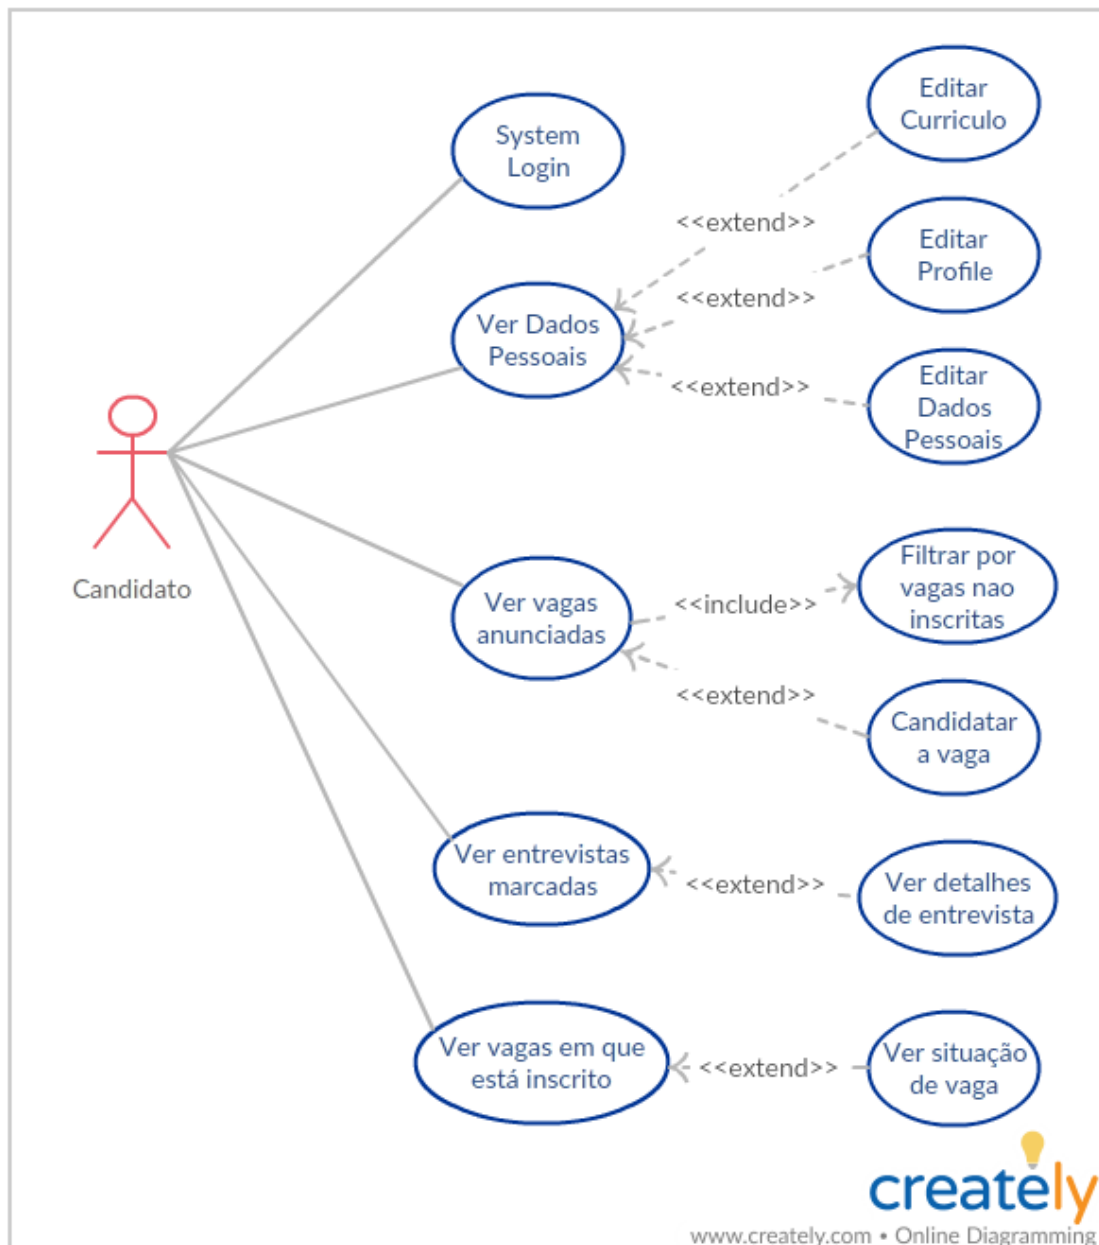 Editar
Curriculo
System
Login
<<extend>>
Editar
Profile
<<extend>>
Ver Dados
Pessoais
<<extend>>
Editar
Dados
Pessoais
Candidato
Filtrar por
vagas nao
inscritas
<<include>>
Ver vagas
anunciadas
<<extend>>
Candidatar
a vaga
Ver entrevistas
marcadas
<<extend>>
Ver detalhes
de entrevista
Ver vagas em que
está inscrito
<<extend>>
Ver situação
de vaga
creately
www.creately.com • Online Diagramming